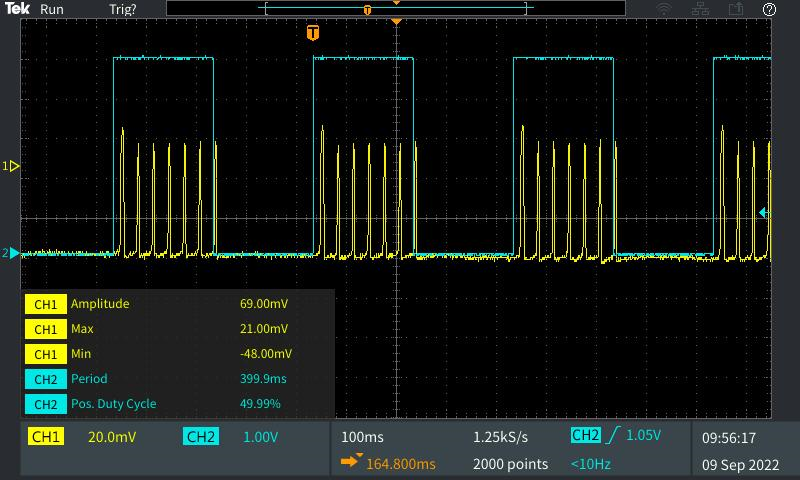 Tek Run Trig?
T
T
1
2
CH1 Amplitude 69.00mV
CH1 Max 21.00mV
CH1 Min -48.00mV
CH2 Period 399.9ms
CH2 Pos. Duty Cycle 49.99%
CH1 20.0mV CH2 1.00V 100ms 1.25kS/s CH2 1.05V 09:56:17
164.800ms 2000 points <10Hz 09 Sep 2022